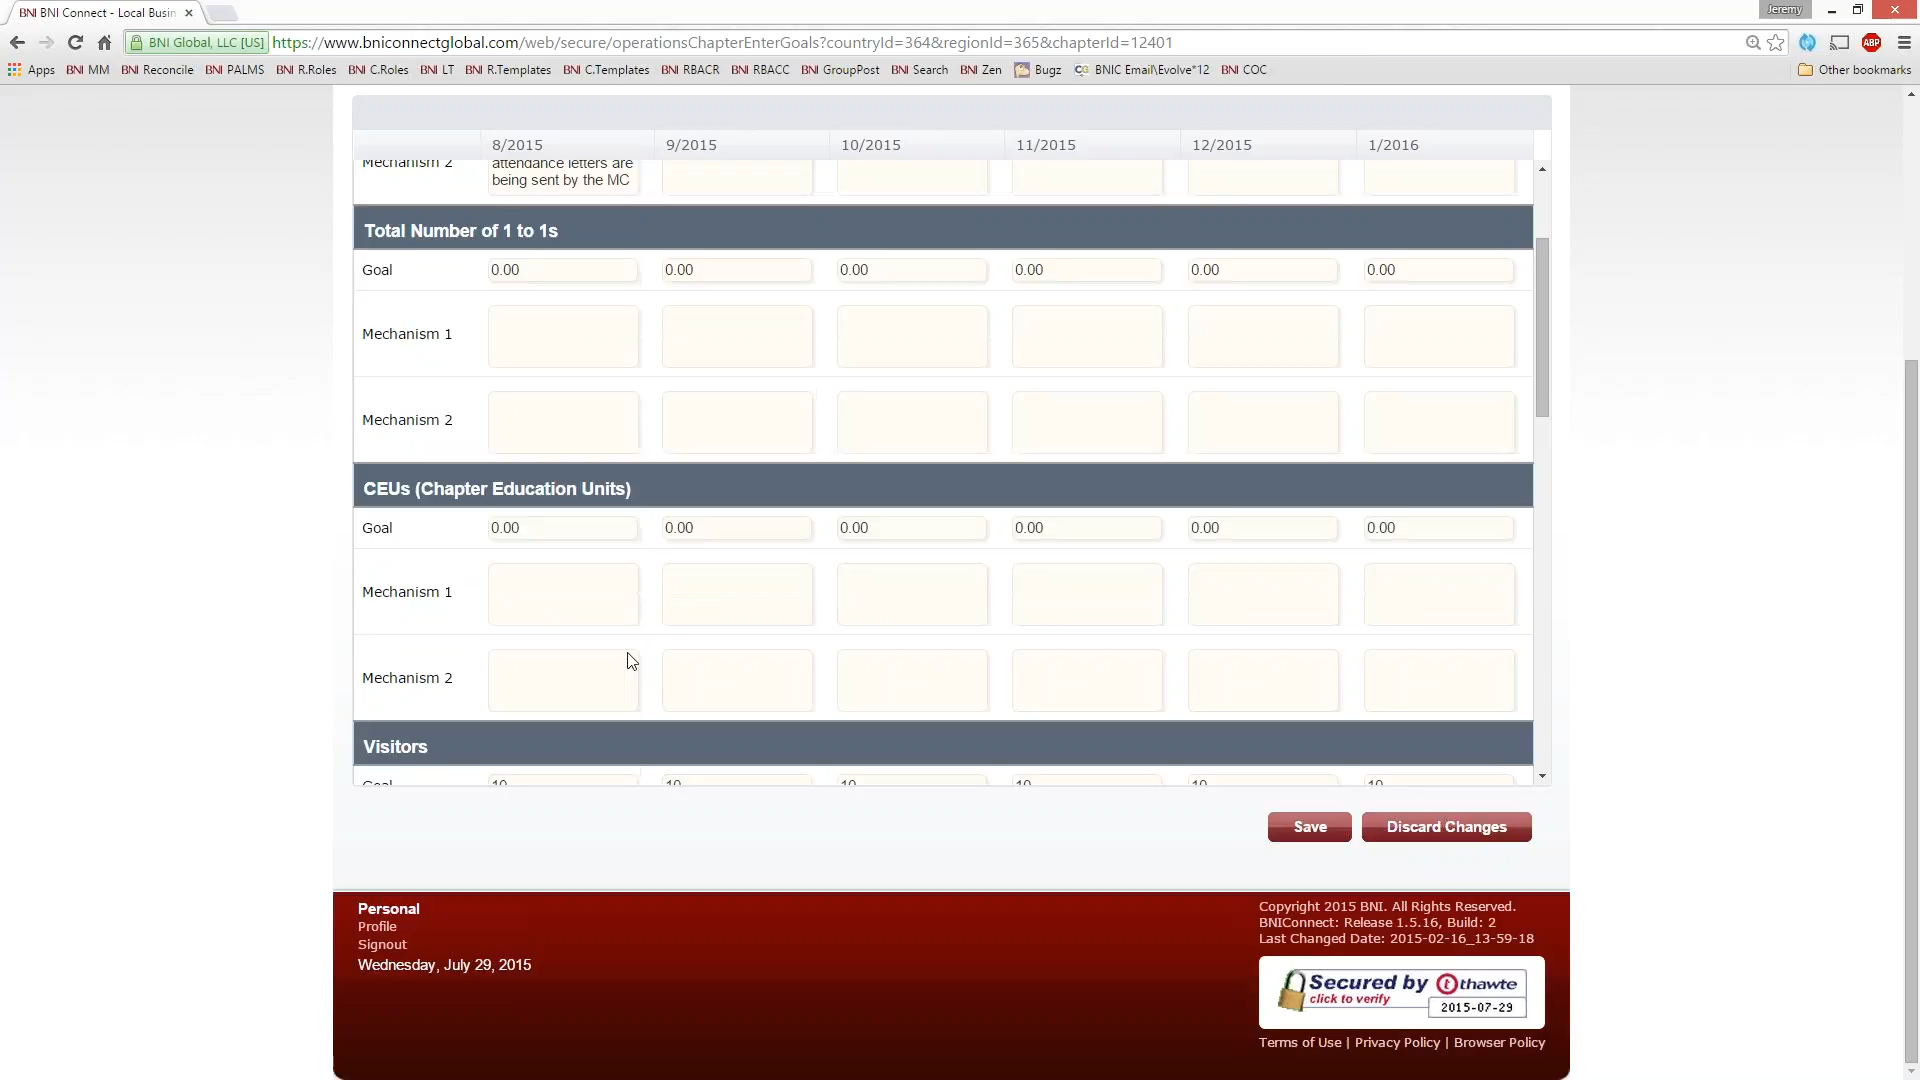 BNI BNI Connect - Local Busin
Jeremy
BNI Global, LLC [US] https://www.bniconnectglobal.com/web/secure/operationsChapterEnterGoals?countryId=364&regionId=365&chapterId=12401
ABP
Apps BNI MM BNI Reconcile BNI PALMS BNI R.Roles BNI C.Roles BNI LT BNI R.Templates BNI C.Templates BNI RBACR BNI RBACC BNI GroupPost BNI Search BNI Zen Bugz CG BNIC Email\Evolve*12 BNI COC Other bookmarks
8/2015 9/2015 10/2015 11/2015 12/2015 1/2016
Mechanism 2 attendance letters are
being sent by the MC
Total Number of 1 to 1s
Goal 0.00 0.00 0.00 0.00 0.00 0.00
Mechanism 1
Mechanism 2
CEUs (Chapter Education Units)
Goal 0.00 0.00 0.00 0.00 0.00 0.00
Mechanism 1
Mechanism 2
Visitors
Goal 10 10 10 10 10 10
Save Discard Changes
Personal
Profile
Signout
Wednesday, July 29, 2015
Copyright 2015 BNI. All Rights Reserved.
BNIConnect: Release 1.5.16, Build: 2
Last Changed Date: 2015-02-16_13-59-18
Secured by thawte
click to verify
2015-07-29
Terms of Use | Privacy Policy | Browser Policy